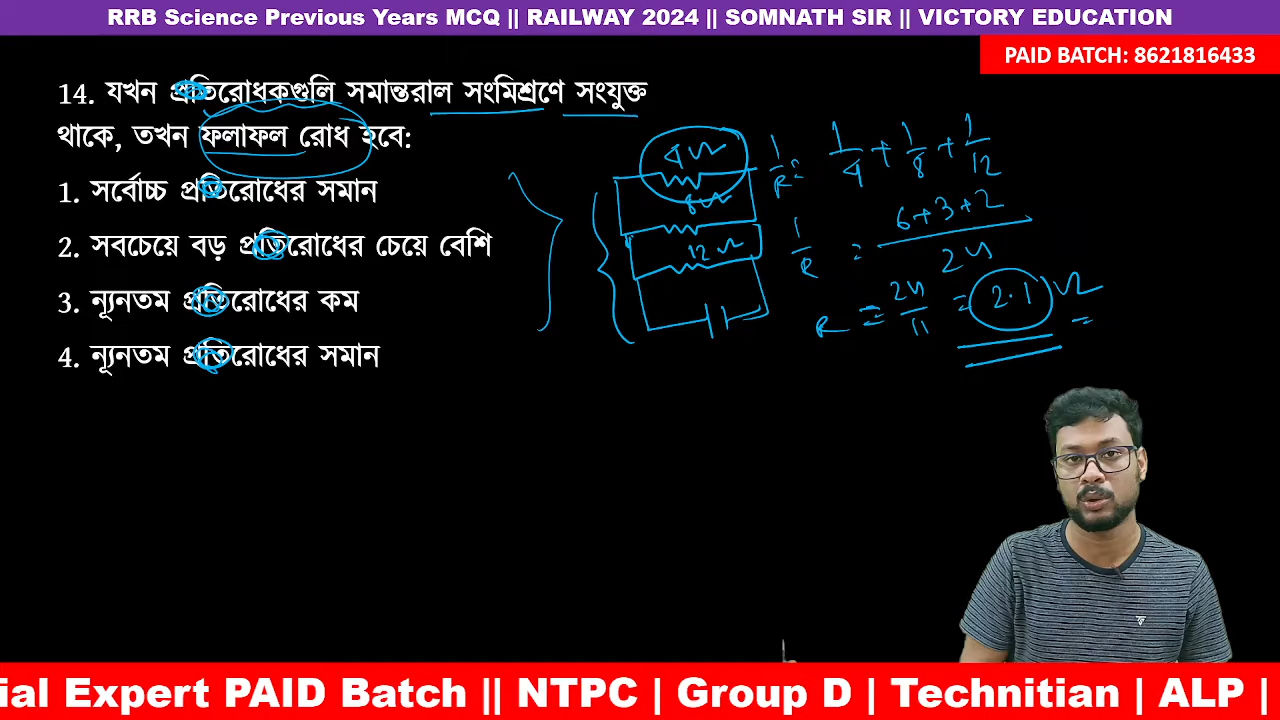 RRB Science Previous Years MCQ || RAILWAY 2024 || SOMNATH SIR || VICTORY EDUCATION
PAID BATCH: 8621816433
14. যখন প্রতিরোধকগুলি সমান্তরাল সংমিশ্রণে সংযুক্ত
থাকে, তখন ফলাফল রোধ হবে:
1. সর্বোচ্চ প্রতিরোধের সমান
2. সবচেয়ে বড় প্রতিরোধের চেয়ে বেশি
3. ন্যূনতম প্রতিরোধের কম
4. ন্যূনতম প্রতিরোধের সমান
4Ω
8Ω
12Ω
1/R = 1/4 + 1/8 + 1/12
1/R = 6+3+2/24
R = 24/11 = 2.1 Ω
ial Expert PAID Batch || NTPC | Group D | Technitian | ALP |